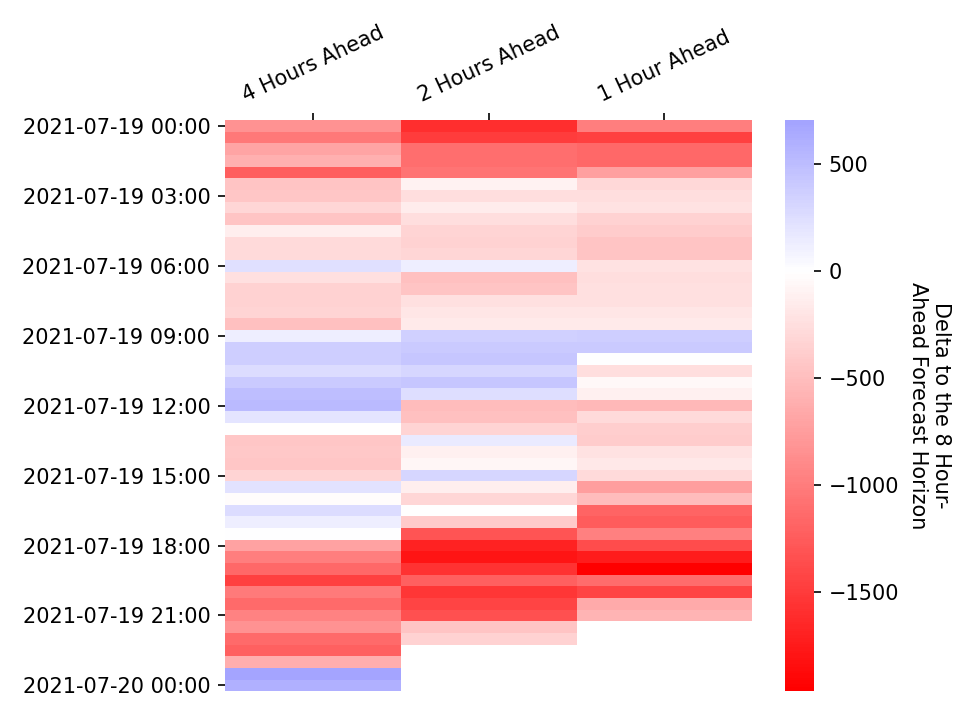 4 Hours Ahead
2 Hours Ahead
1 Hour Ahead
2021-07-19 00:00
2021-07-19 03:00
2021-07-19 06:00
2021-07-19 09:00
2021-07-19 12:00
2021-07-19 15:00
2021-07-19 18:00
2021-07-19 21:00
2021-07-20 00:00
500
0
−500
−1000
−1500
Delta to the 8 Hour-
Ahead Forecast Horizon